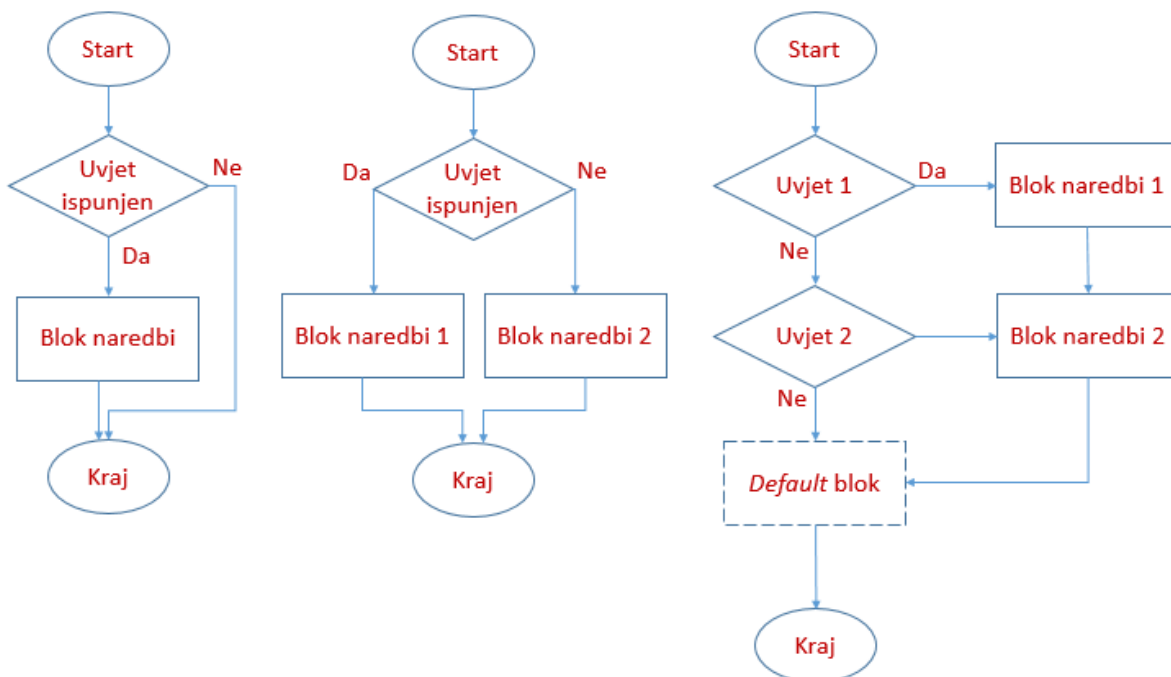 Start
Uvjet
ispunjen
Ne
Da
Blok naredbi
Kraj
Start
Da
Uvjet
ispunjen
Ne
Blok naredbi 1
Blok naredbi 2
Kraj
Start
Uvjet 1
Da
Blok naredbi 1
Ne
Uvjet 2
Blok naredbi 2
Ne
Default blok
Kraj